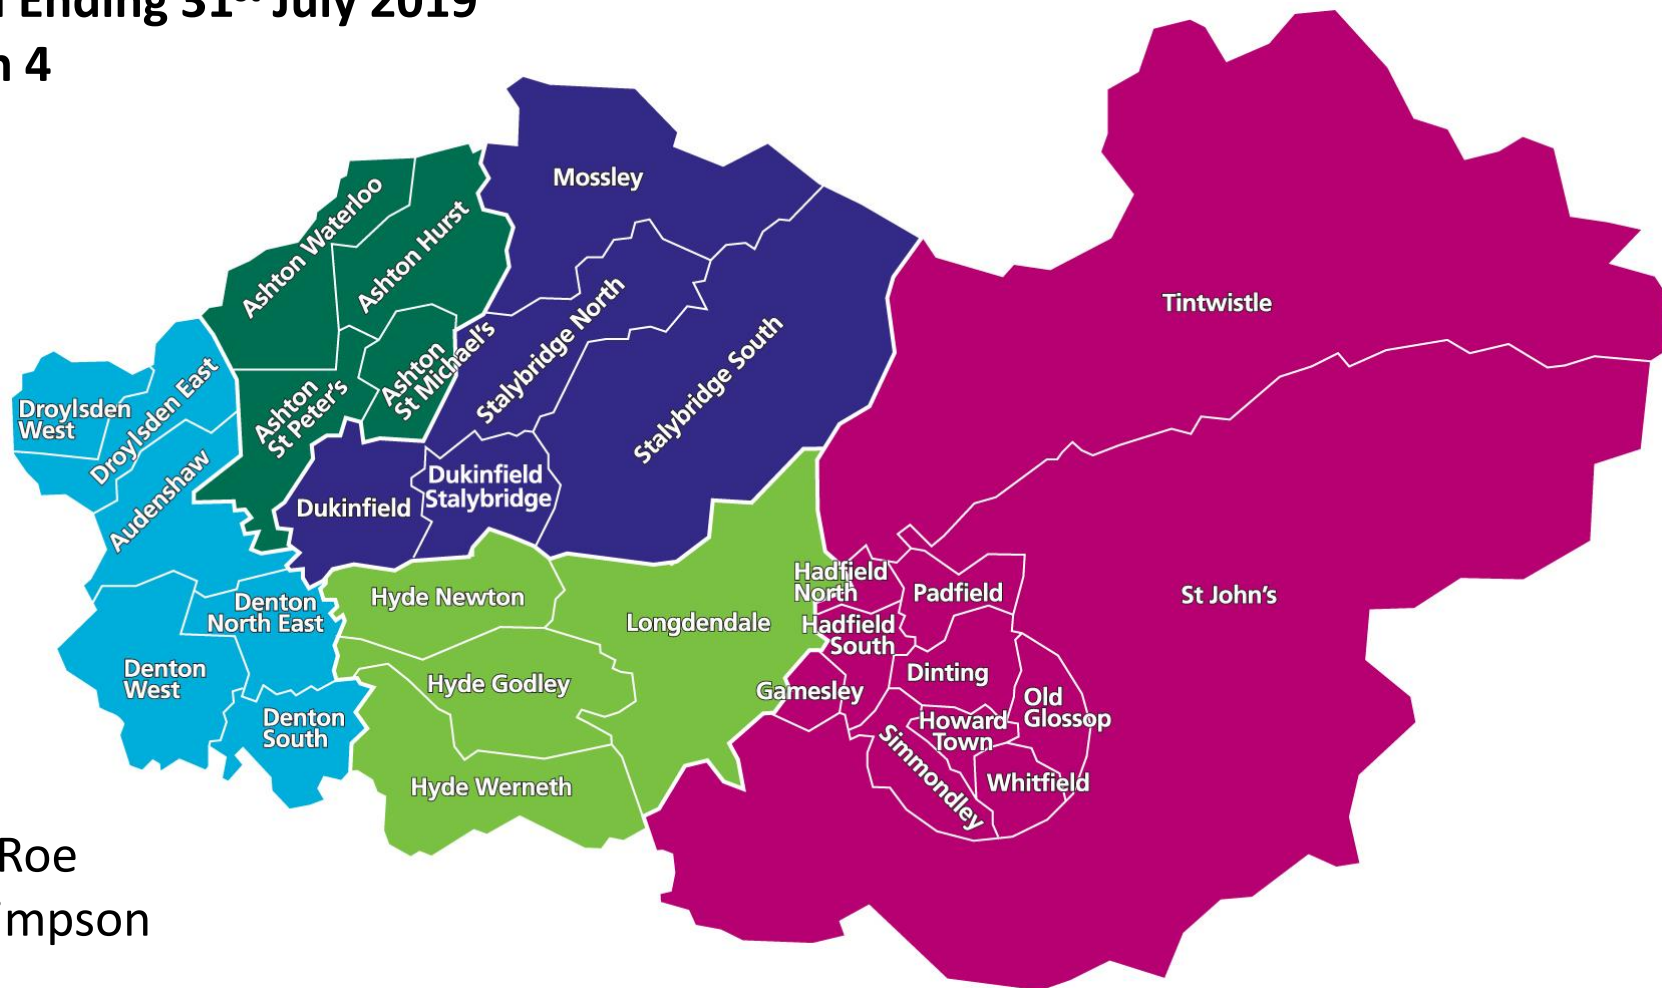 Ending 31st July 2019
4
Mossley
Ashton Waterloo
Ashton Hurst
Stalybridge North
Stalybridge South
Tintwistle
Ashton
St Michael's
Ashton
St Peter's
Droylsden
West
Droylsden East
Audenshaw
Dukinfield
Dukinfield
Stalybridge
Hadfield
North
Padfield
St John's
Hyde Newton
Denton
North East
Longdendale
Hadfield
South
Denton
West
Hyde Godley
Gamesley
Dinting
Old
Glossop
Howard
Town
Denton
South
Simmondley
Whitfield
Hyde Werneth
Roe
impson